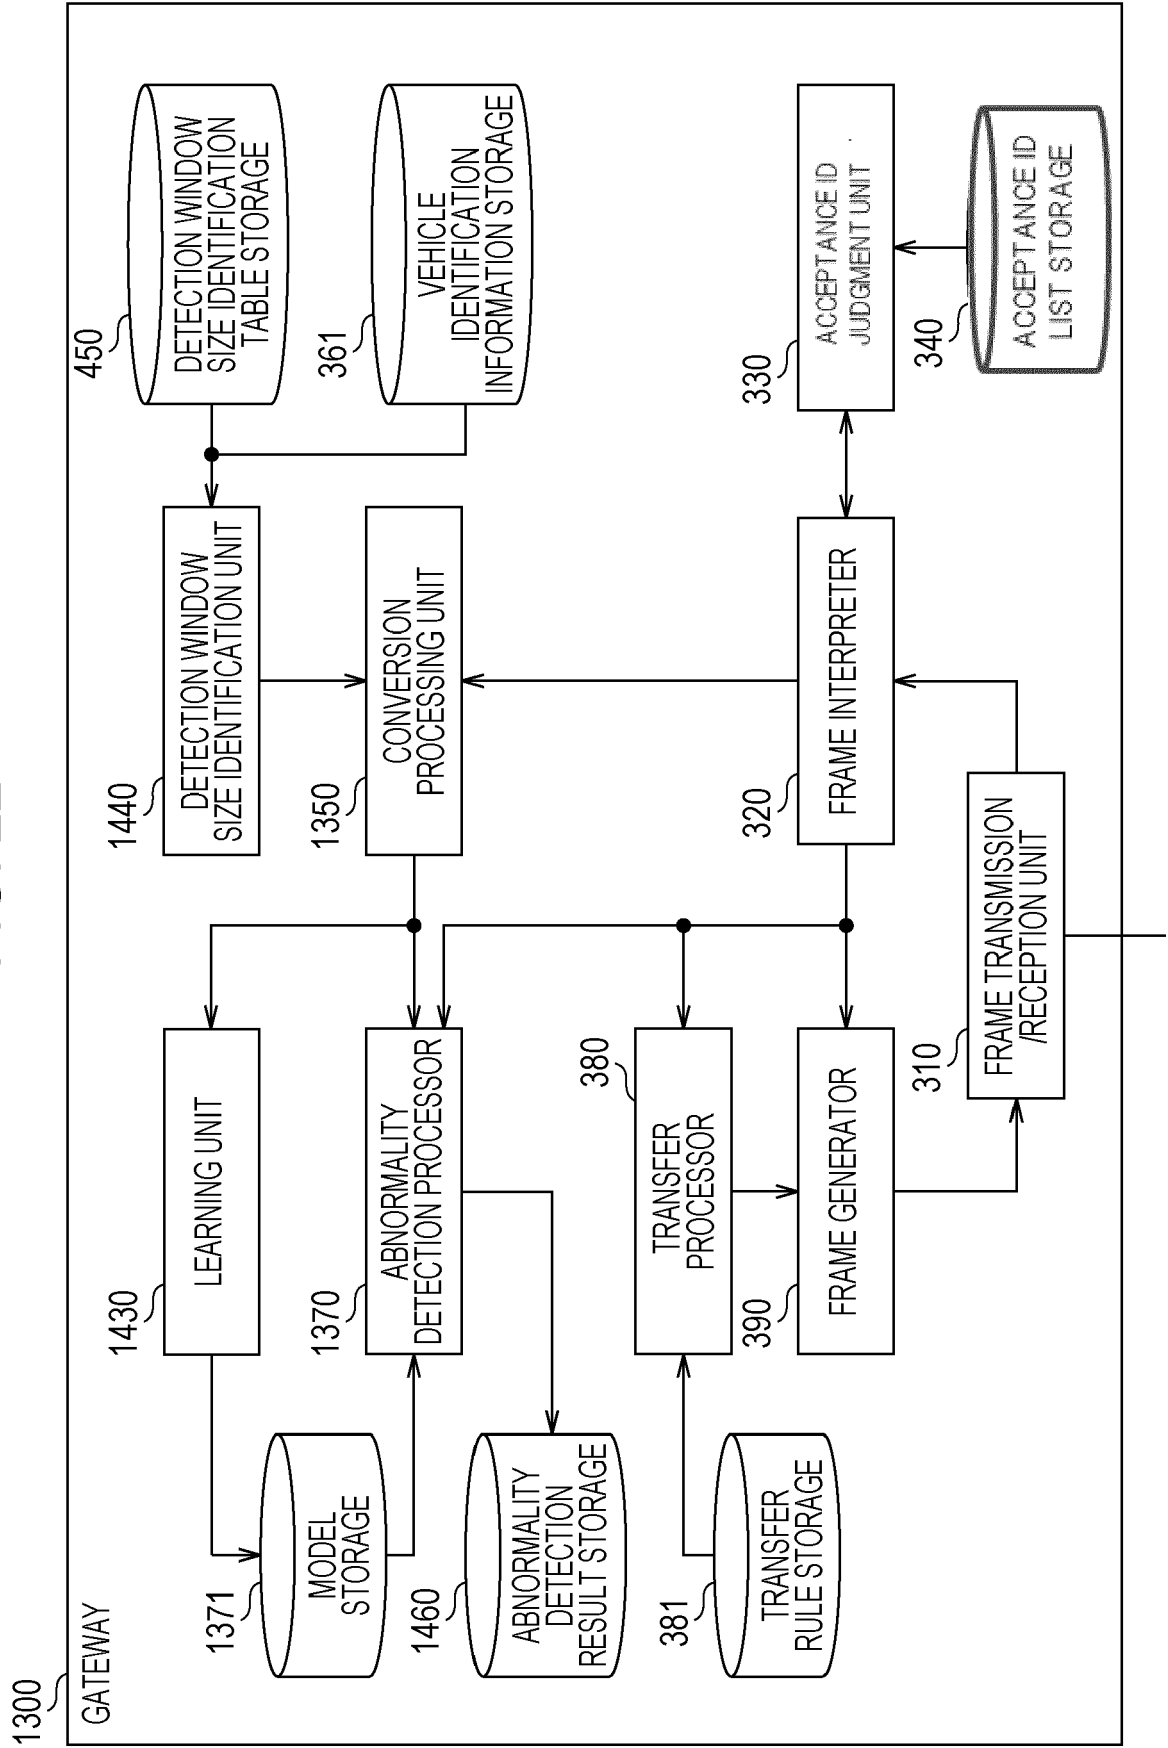 1300
GATEWAY
1371
MODEL
STORAGE
1430
LEARNING UNIT
1440
DETECTION WINDOW
SIZE IDENTIFICATION UNIT
450
DETECTION WINDOW
SIZE IDENTIFICATION
TABLE STORAGE
1460
ABNORMALITY
DETECTION
RESULT STORAGE
1370
ABNORMALITY
DETECTION PROCESSOR
1350
CONVERSION
PROCESSING UNIT
361
VEHICLE
IDENTIFICATION
INFORMATION STORAGE
381
TRANSFER
RULE STORAGE
380
TRANSFER
PROCESSOR
390
FRAME GENERATOR
320
FRAME INTERPRETER
330
ACCEPTANCE ID
JUDGMENT UNIT
310
FRAME TRANSMISSION
/RECEPTION UNIT
340
ACCEPTANCE ID
LIST STORAGE